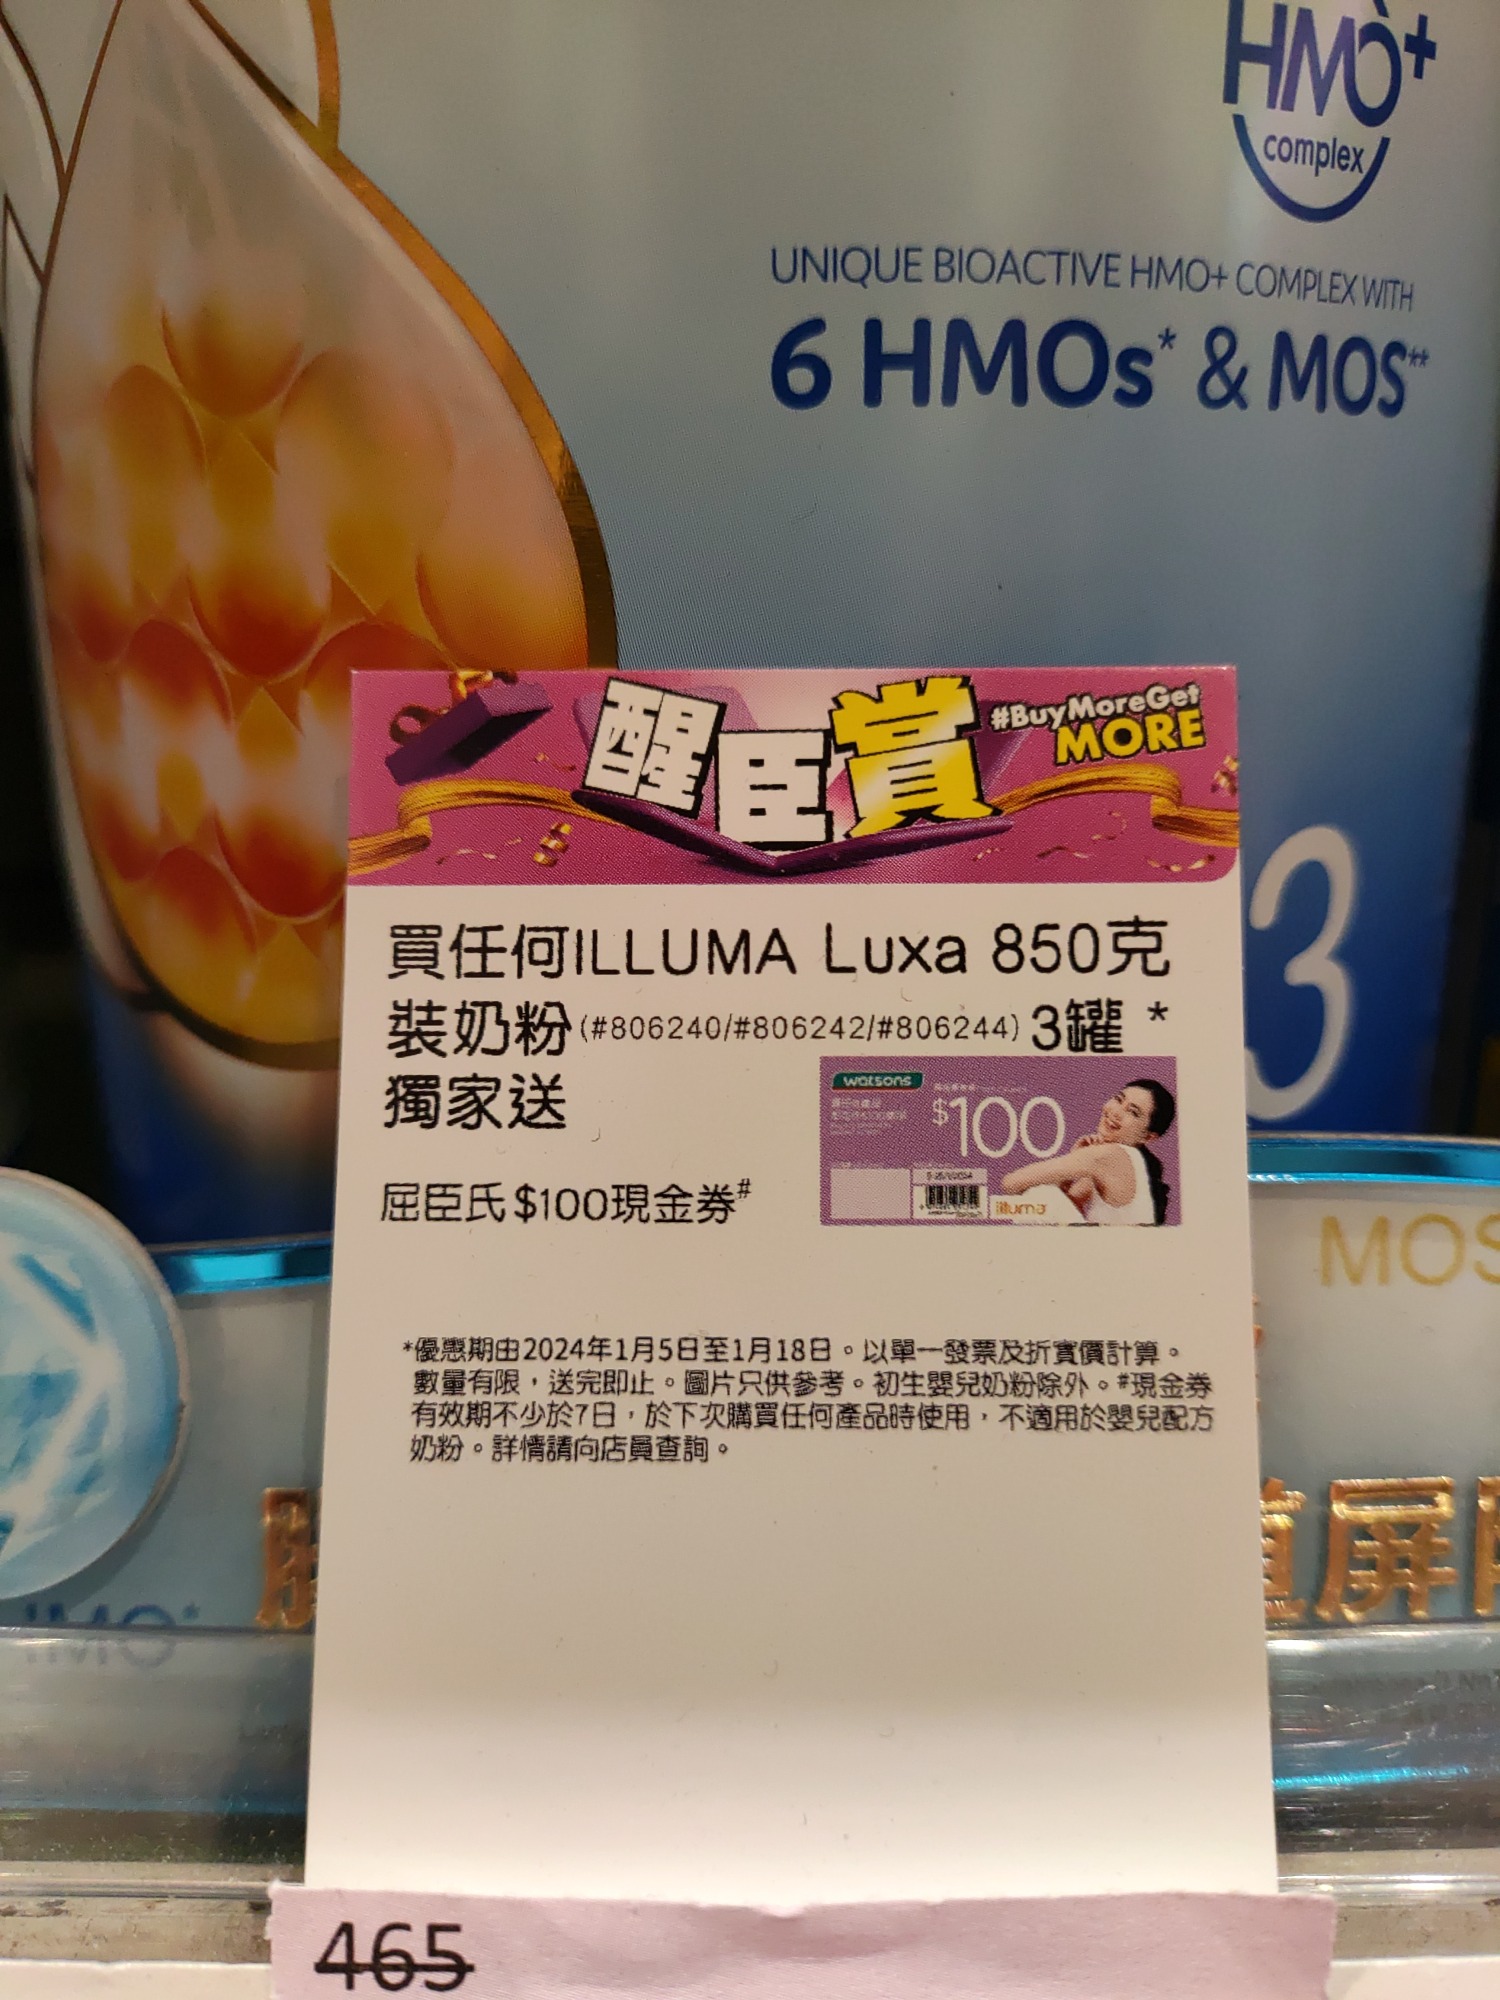 HMO+
complex
UNIQUE BIOACTIVE HMO+ COMPLEX WITH
6 HMOs* & MOS**
醒臣賞
#BuyMoreGet
MORE
3
買任何ILLUMA Luxa 850克
裝奶粉(#806240/#806242/#806244)3罐 *
獨家送
watsons
$100
illuma
屈臣氏$100現金券#
MOS
*優惠期由2024年1月5日至1月18日。以單一發票及折實價計算。
數量有限，送完即止。圖片只供參考。初生嬰兒奶粉除外。#現金券
有效期不少於7日，於下次購買任何產品時使用，不適用於嬰兒配方
奶粉。詳情請向店員查詢。
屏
465